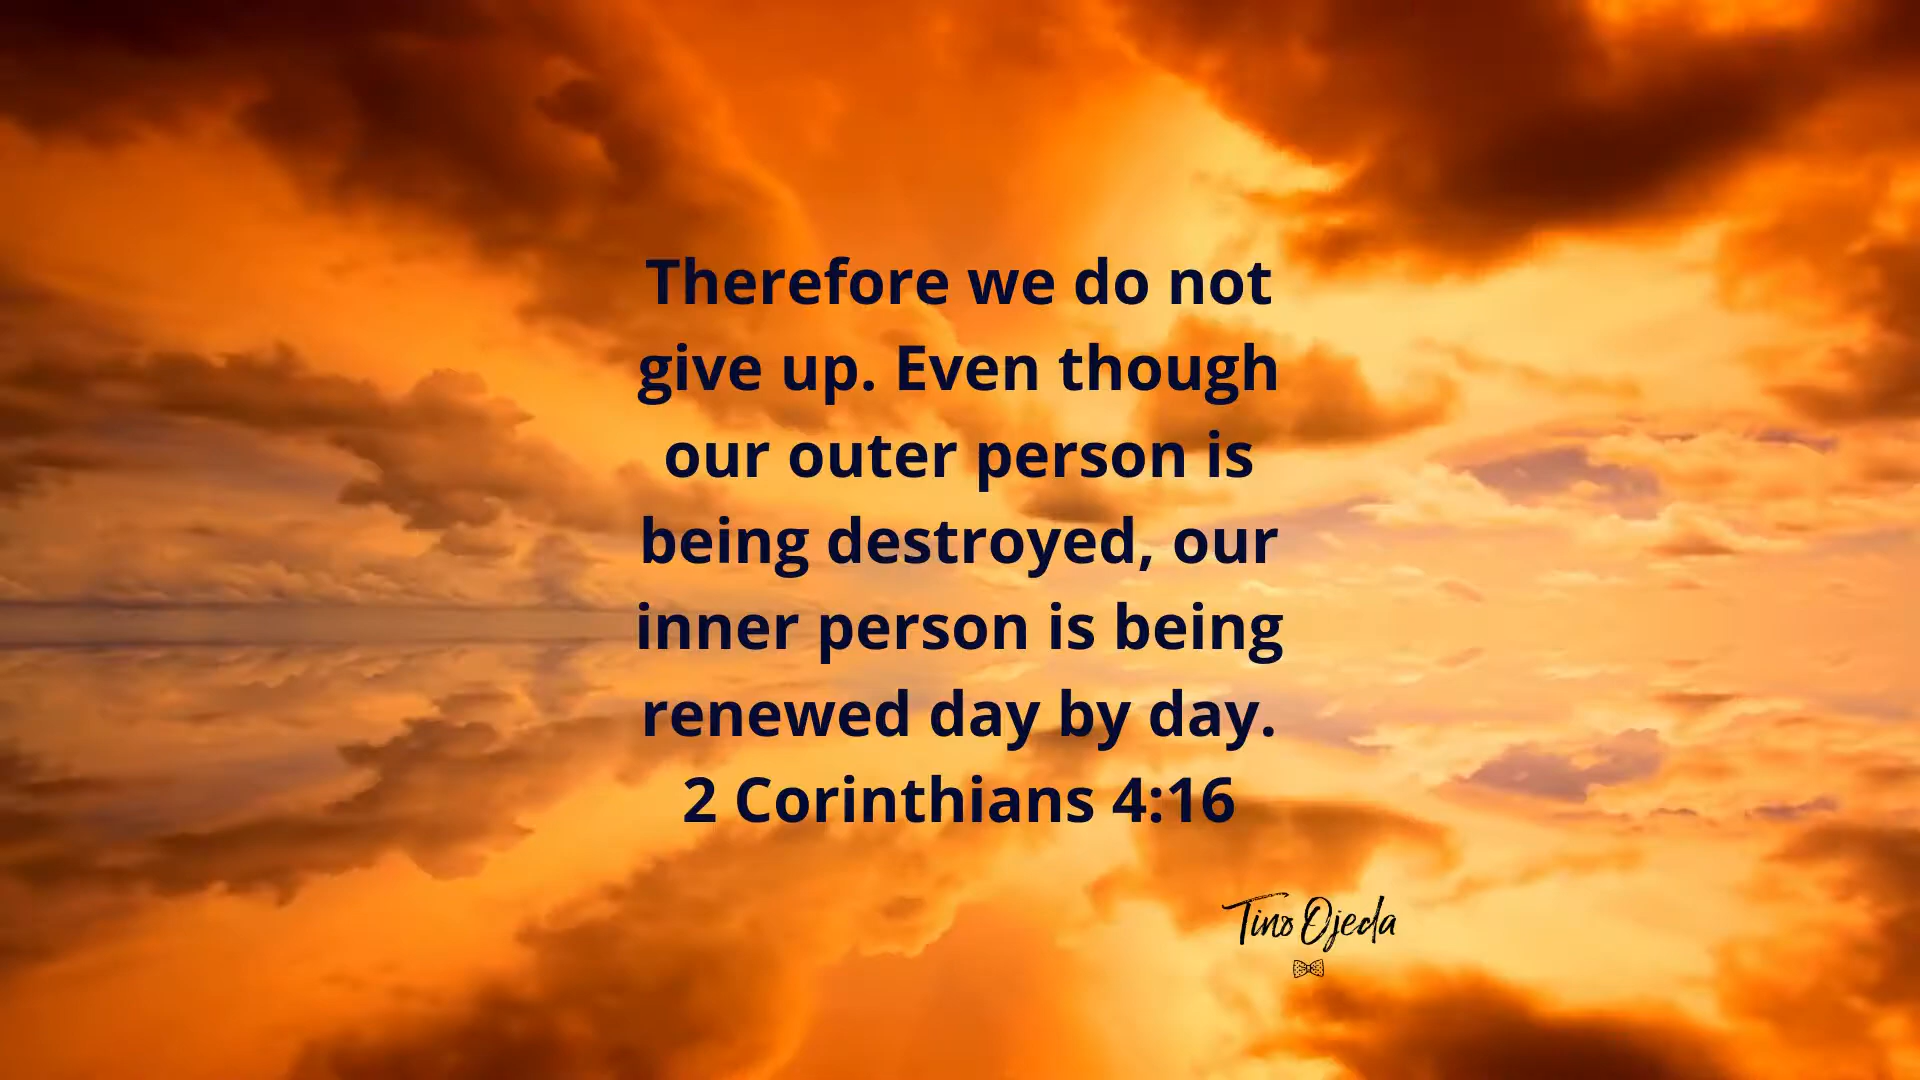 Therefore we do not
give up. Even though
our outer person is
being destroyed, our
inner person is being
renewed day by day.
2 Corinthians 4:16
Tino Ojeda